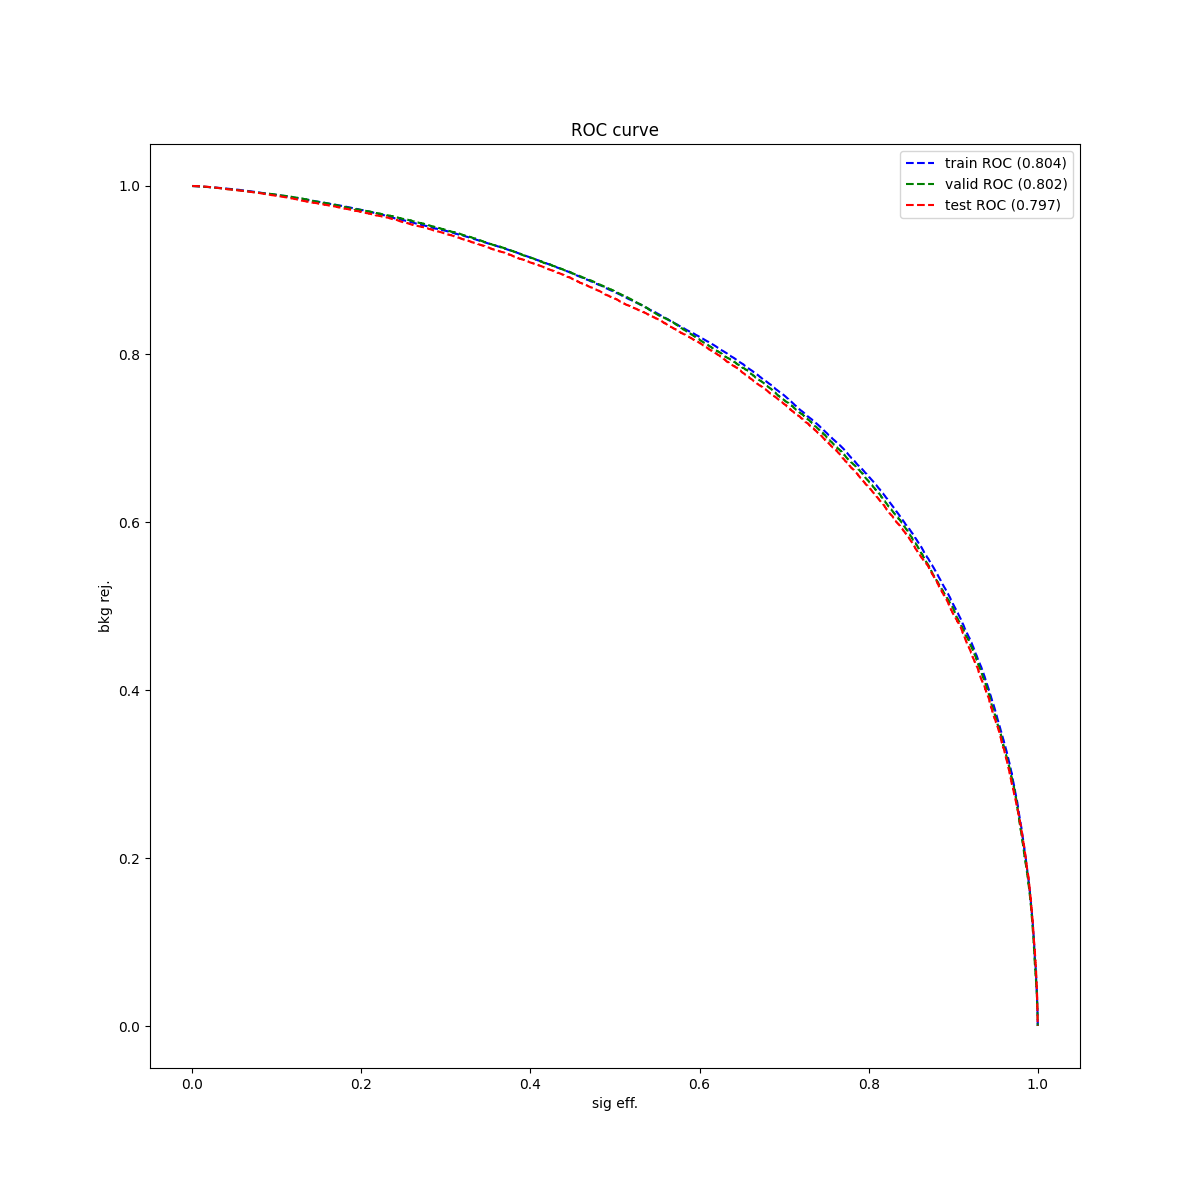 ROC curve
train ROC (0.804)
valid ROC (0.802)
test ROC (0.797)
1.0
0.8
0.6
0.4
0.2
0.0
bkg rej.
0.0 0.2 0.4 0.6 0.8 1.0
sig eff.